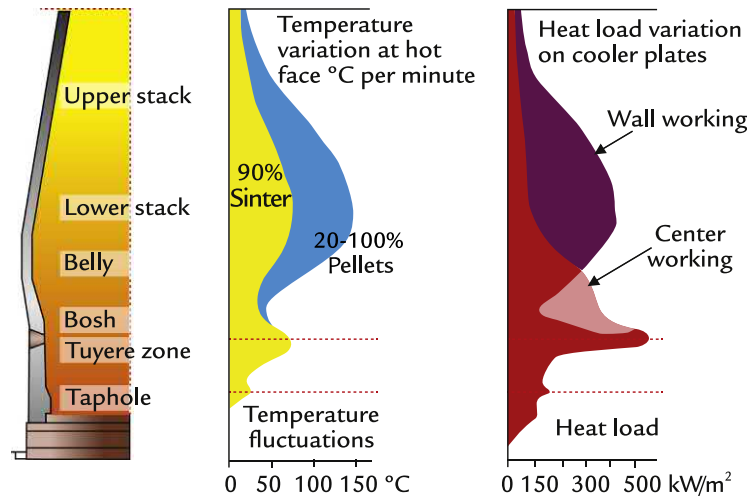 Upper stack
Lower stack
Belly
Bosh
Tuyere zone
Taphole
Temperature
variation at hot
face °C per minute
90%
Sinter
20-100%
Pellets
Temperature
fluctuations
0 50 100 150 °C
Heat load variation
on cooler plates
Wall working
Center
working
Heat load
0 150 300 450 kW/m²